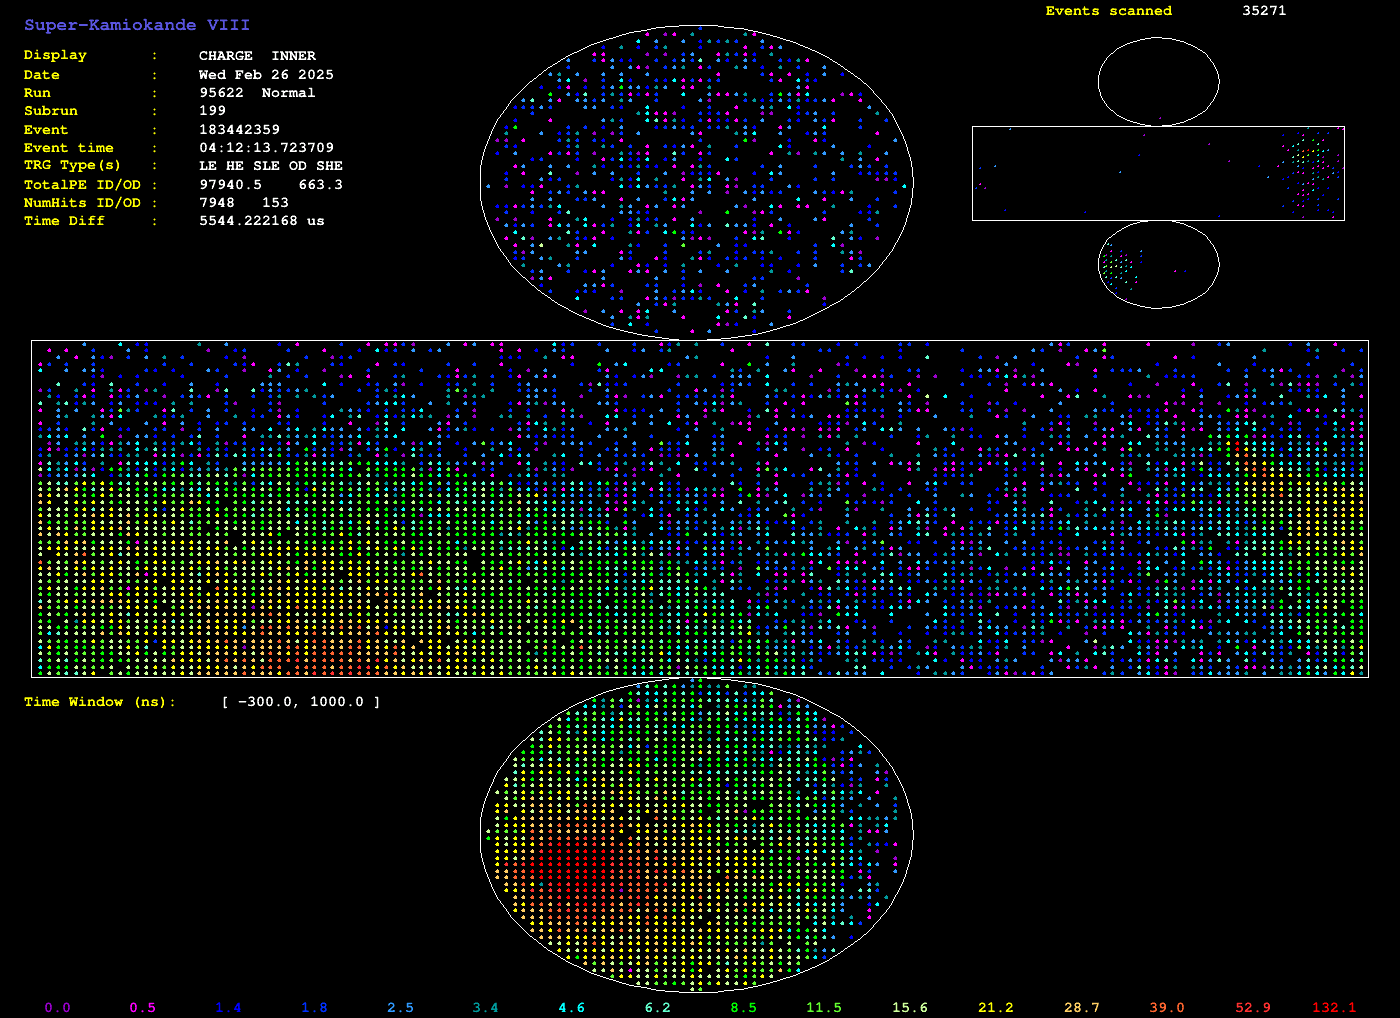 Super-Kamiokande VIII
Events scanned 35271
Display : CHARGE INNER
Date : Wed Feb 26 2025
Run : 95622 Normal
Subrun : 199
Event : 183442359
Event time : 04:12:13.723709
TRG Type(s) : LE HE SLE OD SHE
TotalPE ID/OD : 97940.5 663.3
NumHits ID/OD : 7948 153
Time Diff : 5544.222168 us
Time Window (ns): [ -300.0, 1000.0 ]
0.0 0.5 1.4 1.8 2.5 3.4 4.6 6.2 8.5 11.5 15.6 21.2 28.7 39.0 52.9 132.1